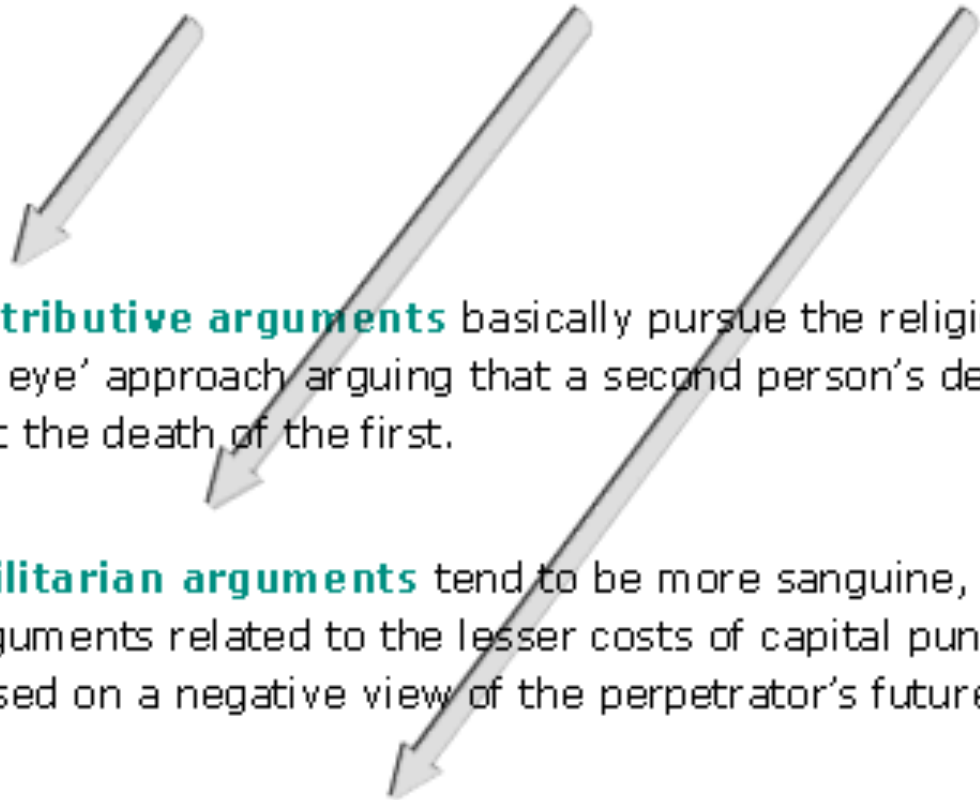 tributive arguments basically pursue the religi
eye’ approach arguing that a second person’s de
t the death of the first.
ilitarian arguments tend to be more sanguine,
guments related to the lesser costs of capital pun
sed on a negative view of the perpetrator’s future